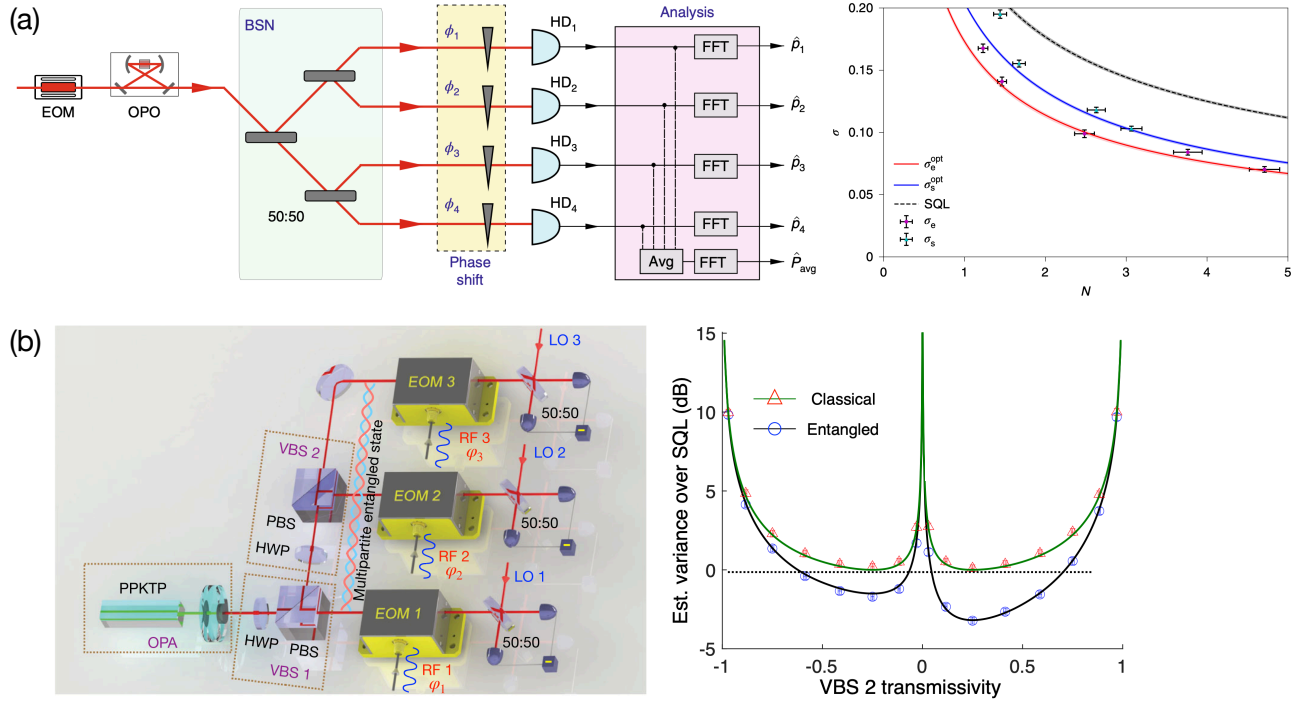 (a)
EOM
OPO
BSN
50:50
ϕ1
ϕ2
ϕ3
ϕ4
Phase
shift
HD1
HD2
HD3
HD4
Analysis
FFT
FFT
FFT
FFT
Avg
FFT
p̂1
p̂2
p̂3
p̂4
P̂avg
0.20
0.15
0.10
0.05
0
σ
σe^opt
σs^opt
SQL
σe
σs
0
1
2
3
4
5
N
(b)
PPKTP
OPA
HWP
PBS
VBS 1
VBS 2
PBS
HWP
Multipartite entangled state
EOM 3
RF 3
φ3
LO 3
50:50
EOM 2
RF 2
φ2
LO 2
50:50
EOM 1
RF 1
φ1
LO 1
50:50
Est. variance over SQL (dB)
15
10
5
0
-5
Classical
Entangled
-1
-0.5
0
0.5
1
VBS 2 transmissivity